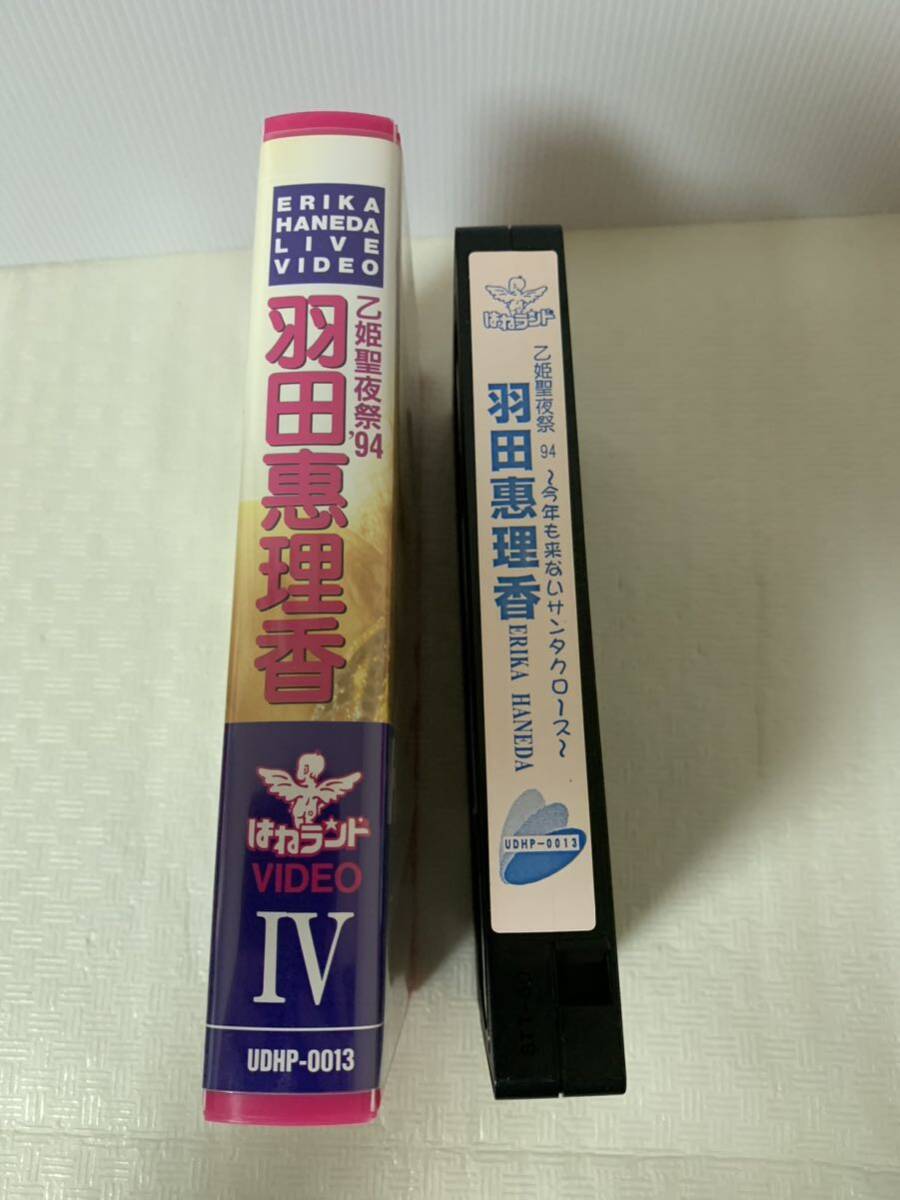 ERIKA
HANEDA
LIVE
VIDEO
乙姫聖夜祭'94
羽田惠理香
はねランド
VIDEO
IV
UDHP-0013
はねランド
乙姫聖夜祭 94 〜今年も来ないサンタクロース〜
羽田惠理香 ERIKA HANEDA
UDHP-0013